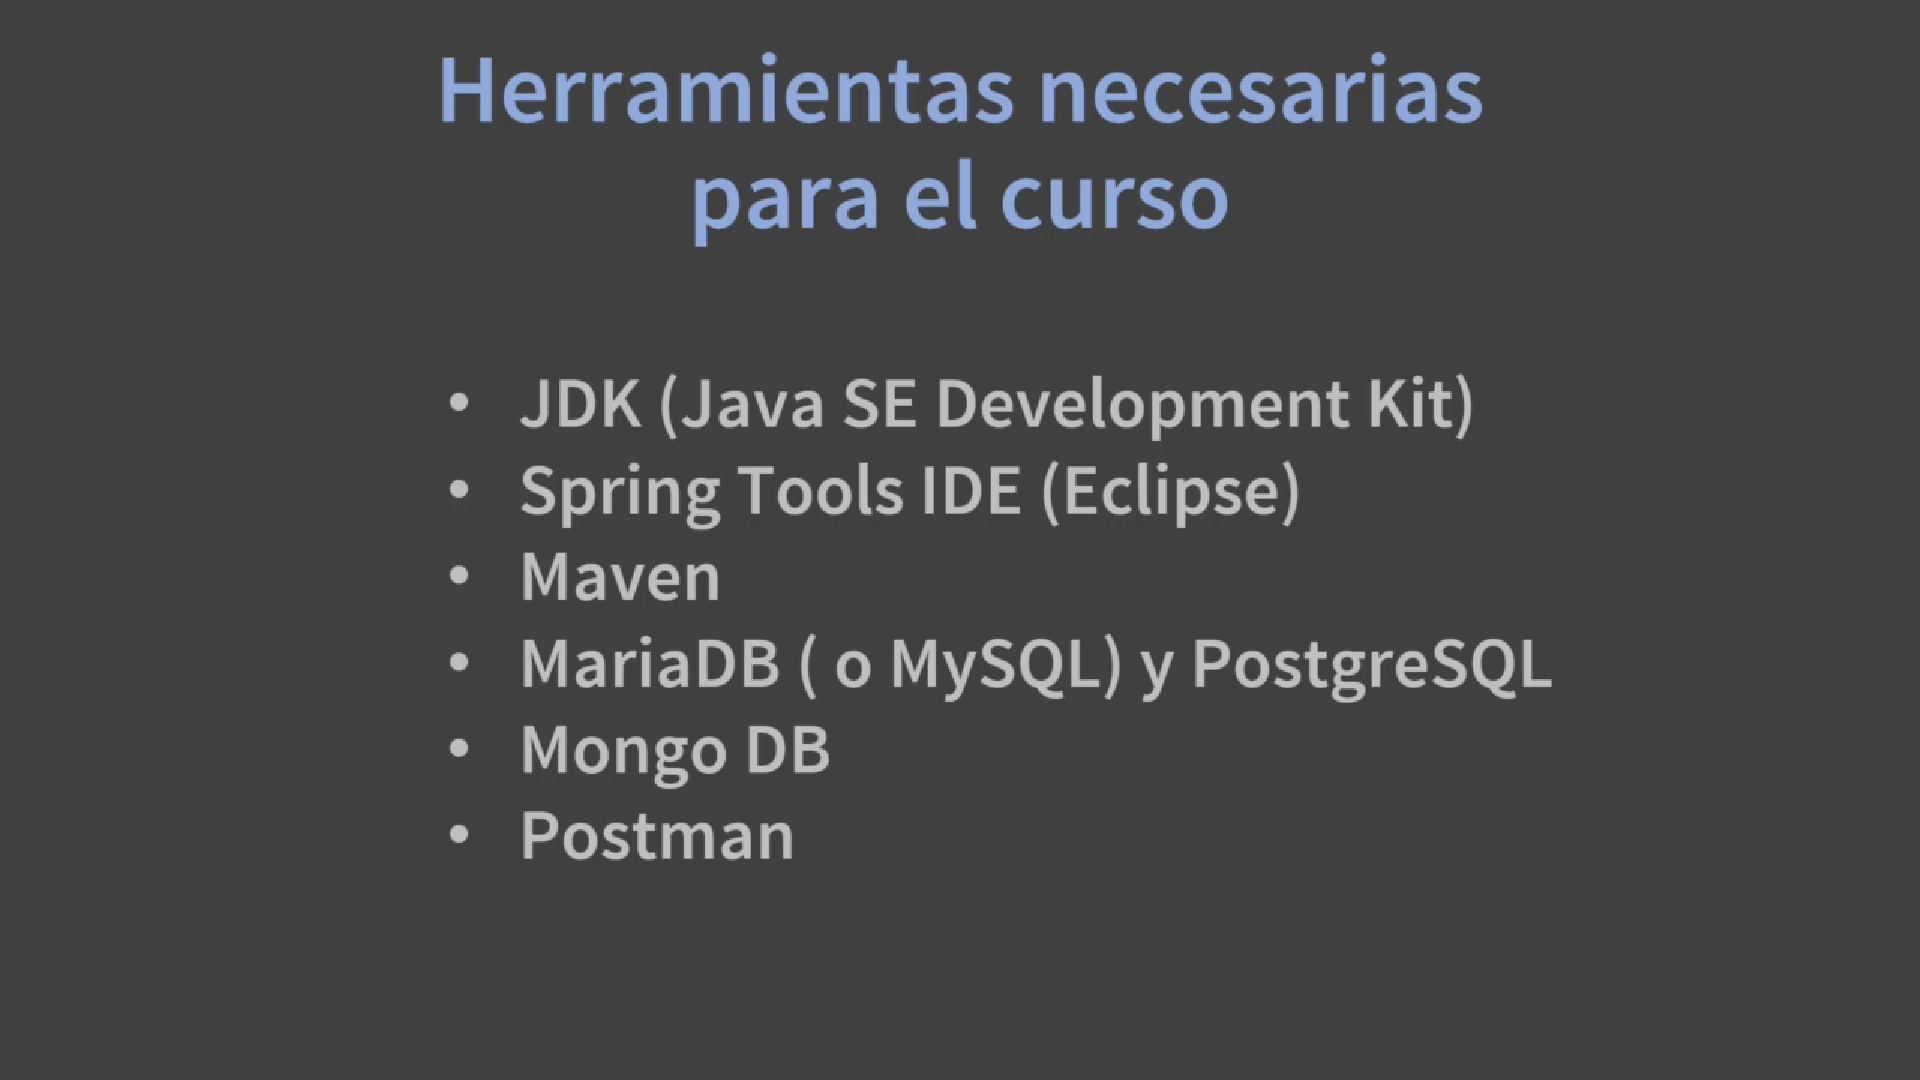 Herramientas necesarias
para el curso
• JDK (Java SE Development Kit)
• Spring Tools IDE (Eclipse)
• Maven
• MariaDB ( o MySQL) y PostgreSQL
• Mongo DB
• Postman